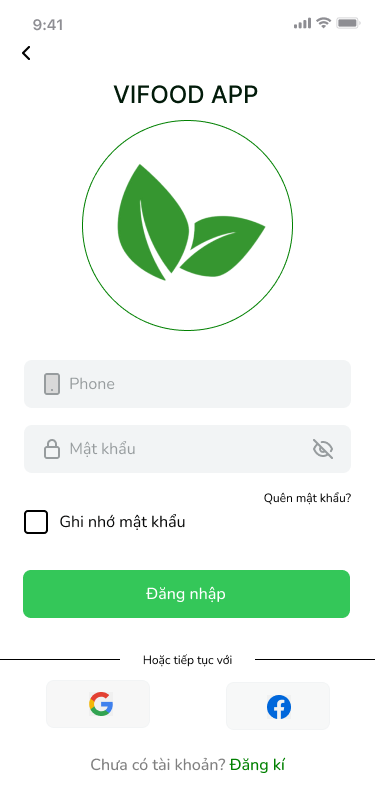 9:41
VIFOOD APP
Phone
Mật khẩu
Quên mật khẩu?
Ghi nhớ mật khẩu
Đăng nhập
Hoặc tiếp tục với
Chưa có tài khoản? Đăng kí